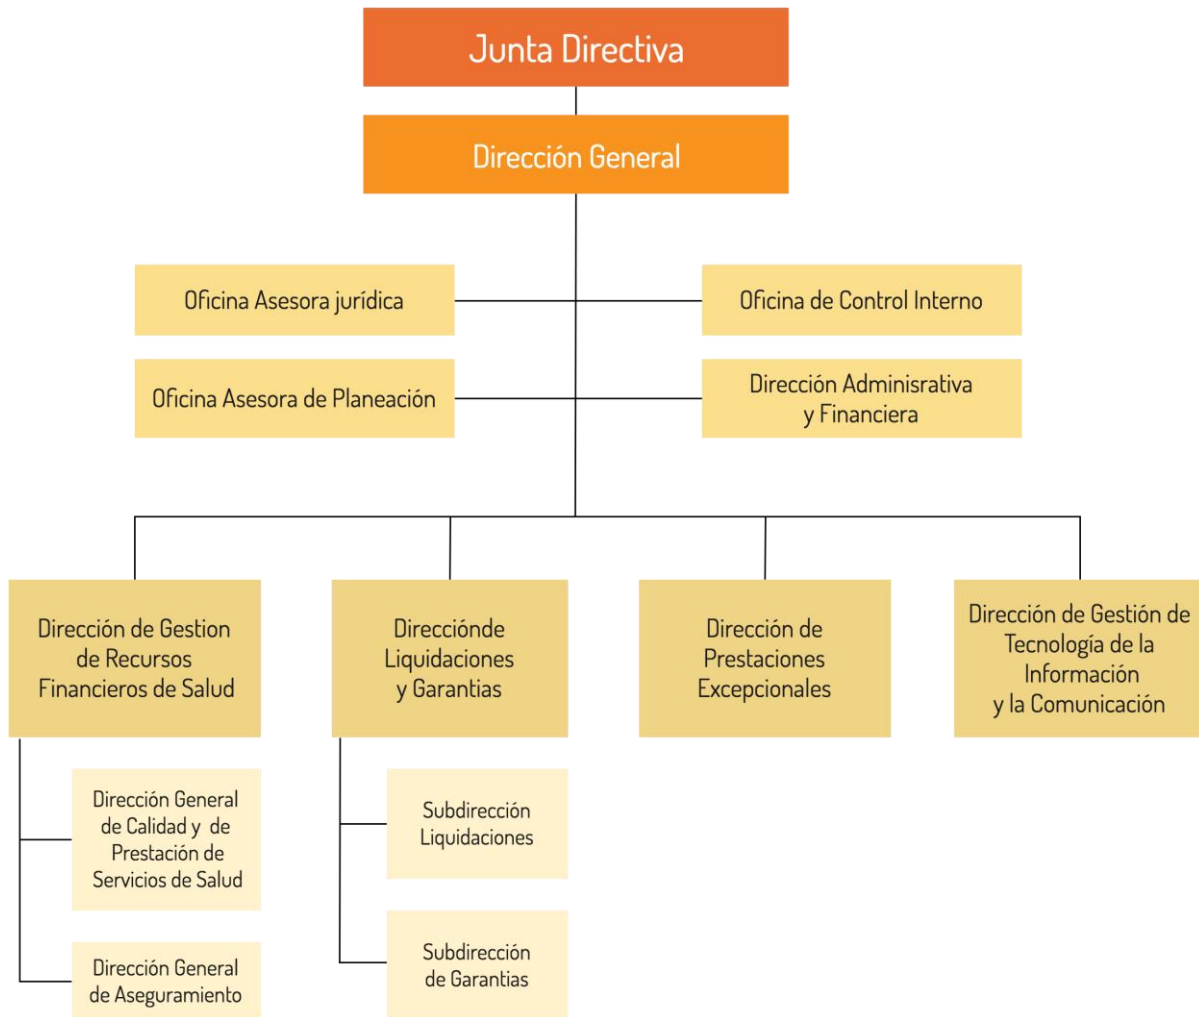 Junta Directiva
Dirección General
Oficina Asesora jurídica
Oficina de Control Interno
Oficina Asesora de Planeación
Dirección Adminisrativa
y Financiera
Dirección de Gestion
de Recursos
Financieros de Salud
Direcciónde
Liquidaciones
y Garantias
Dirección de
Prestaciones
Excepcionales
Dirección de Gestión de
Tecnología de la
Información
y la Comunicación
Dirección General
de Calidad y de
Prestación de
Servicios de Salud
Subdirección
Liquidaciones
Dirección General
de Aseguramiento
Subdirección
de Garantias